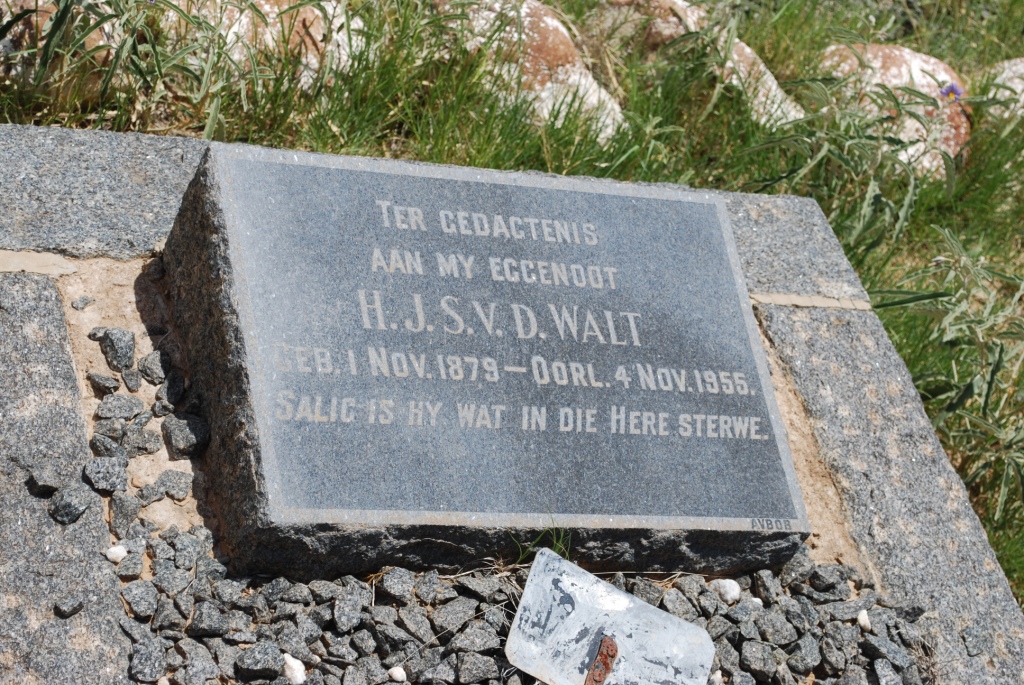 TER GEDACTENIS
AAN MY EGGENOOT
H.J.S.V.D.WALT
GEB. 1 NOV. 1879 — OORL. 4 NOV. 1956.
SALIG IS HY WAT IN DIE HERE STERWE.
AVBOB